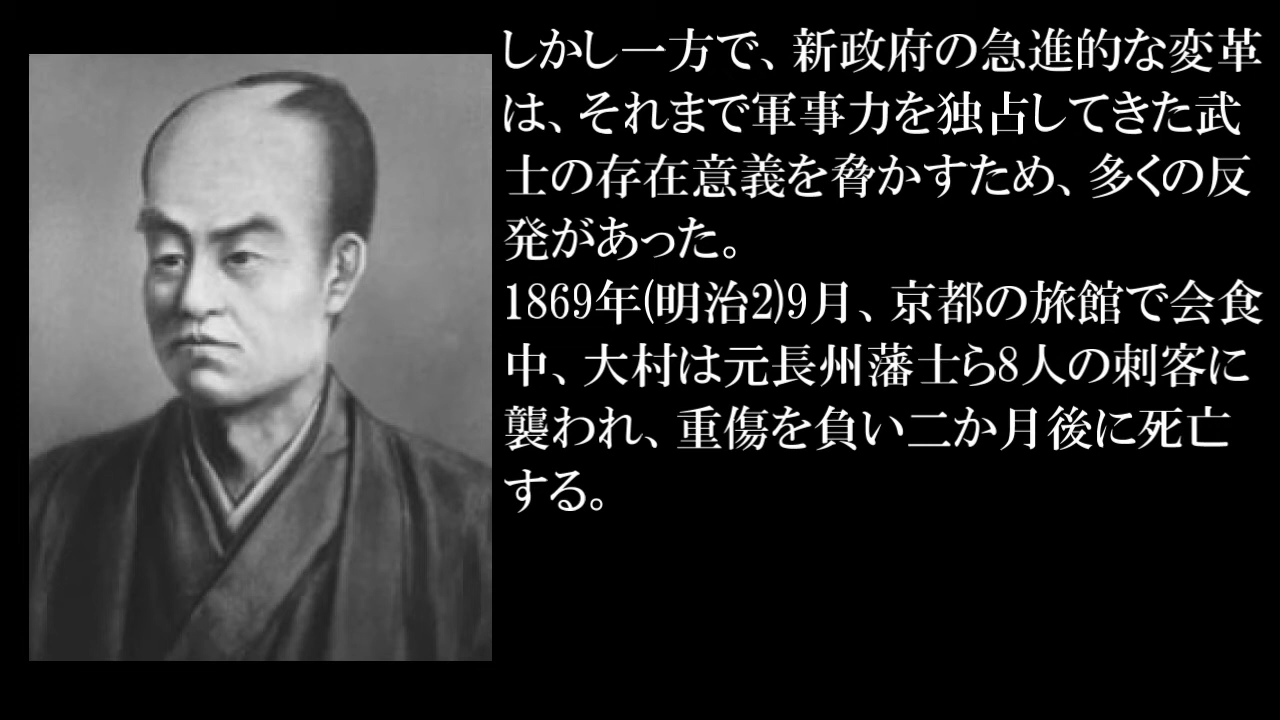 しかし一方で、新政府の急進的な変革
は、それまで軍事力を独占してきた武
士の存在意義を脅かすため、多くの反
発があった。
1869年(明治2)9月、京都の旅館で会食
中、大村は元長州藩士ら8人の刺客に
襲われ、重傷を負い二か月後に死亡
する。